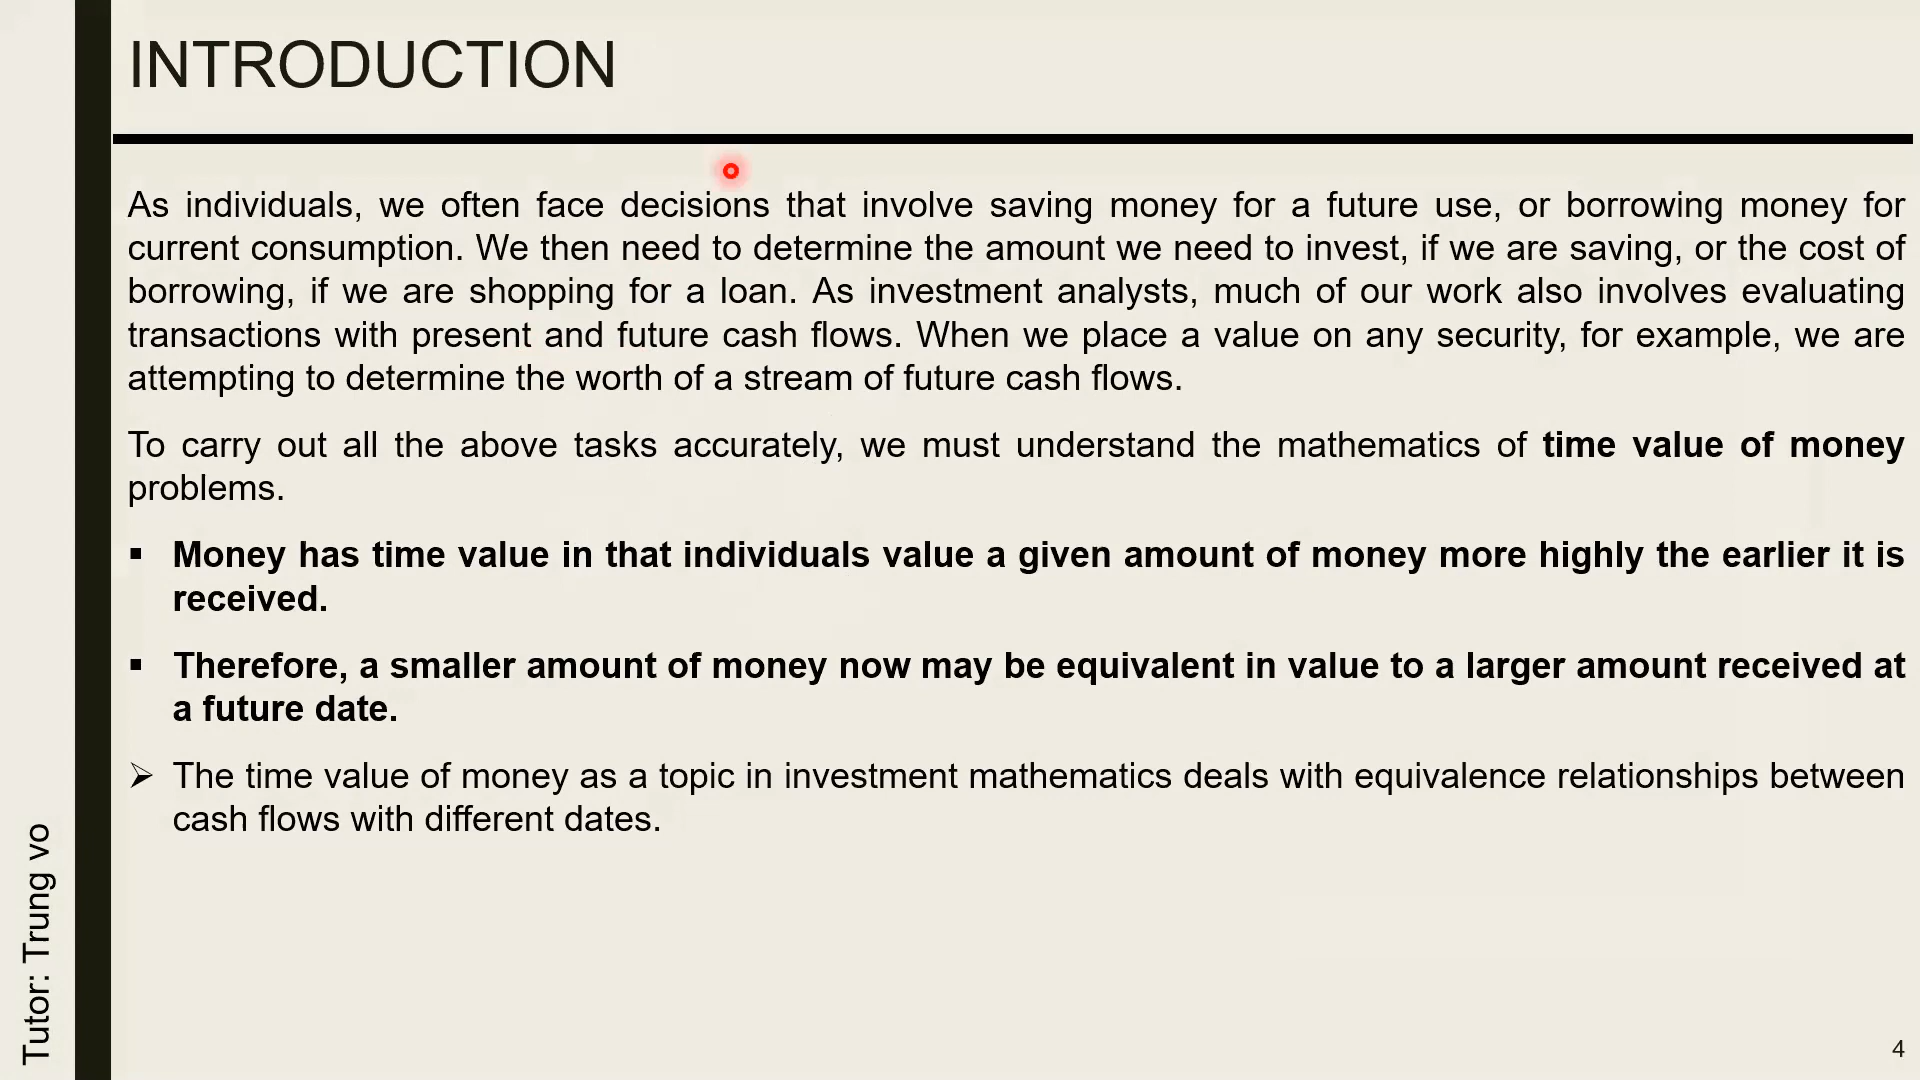 INTRODUCTION
As individuals, we often face decisions that involve saving money for a future use, or borrowing money for
current consumption. We then need to determine the amount we need to invest, if we are saving, or the cost of
borrowing, if we are shopping for a loan. As investment analysts, much of our work also involves evaluating
transactions with present and future cash flows. When we place a value on any security, for example, we are
attempting to determine the worth of a stream of future cash flows.
To carry out all the above tasks accurately, we must understand the mathematics of time value of money
problems.
▪ Money has time value in that individuals value a given amount of money more highly the earlier it is
received.
▪ Therefore, a smaller amount of money now may be equivalent in value to a larger amount received at
a future date.
➢ The time value of money as a topic in investment mathematics deals with equivalence relationships between
cash flows with different dates.
Tutor: Trung vo
4